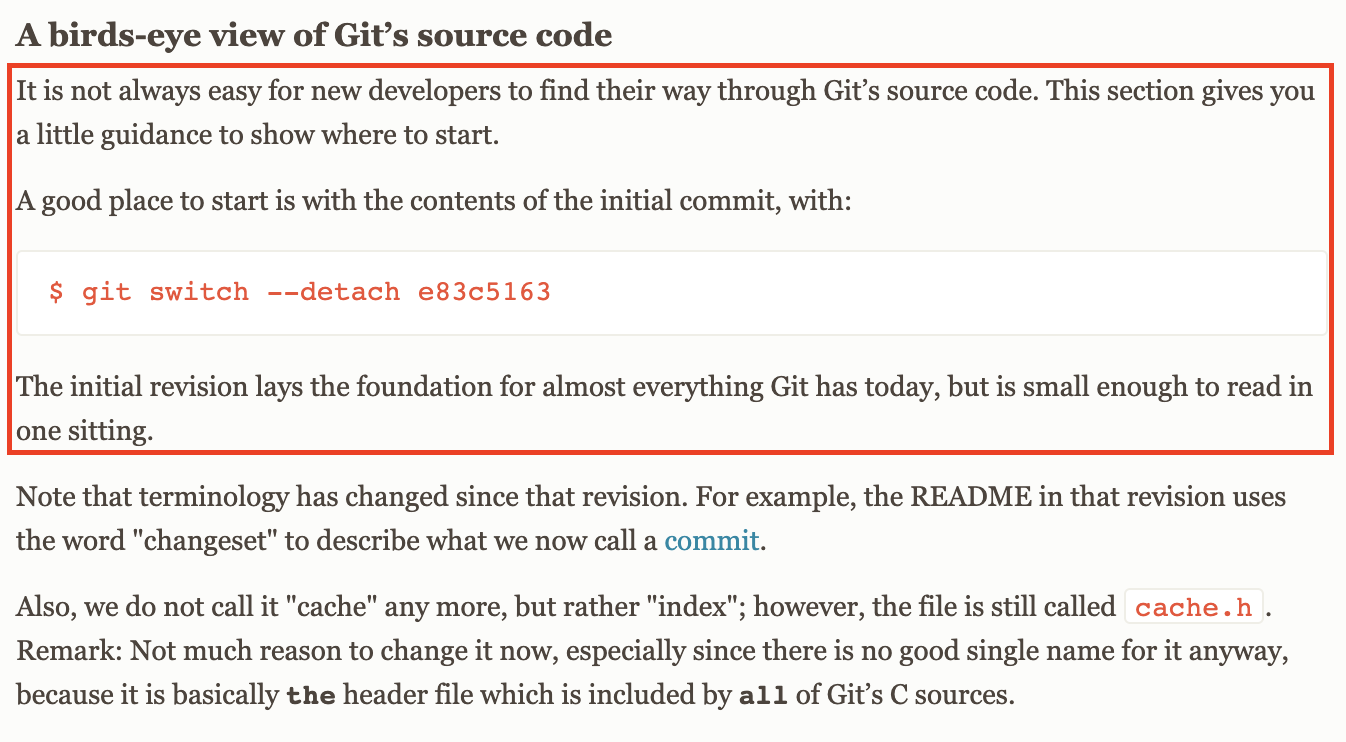 A birds-eye view of Git’s source code
It is not always easy for new developers to find their way through Git’s source code. This section gives you
a little guidance to show where to start.
A good place to start is with the contents of the initial commit, with:
$ git switch --detach e83c5163
The initial revision lays the foundation for almost everything Git has today, but is small enough to read in
one sitting.
Note that terminology has changed since that revision. For example, the README in that revision uses
the word "changeset" to describe what we now call a commit.
Also, we do not call it "cache" any more, but rather "index"; however, the file is still called cache.h.
Remark: Not much reason to change it now, especially since there is no good single name for it anyway,
because it is basically the header file which is included by all of Git’s C sources.